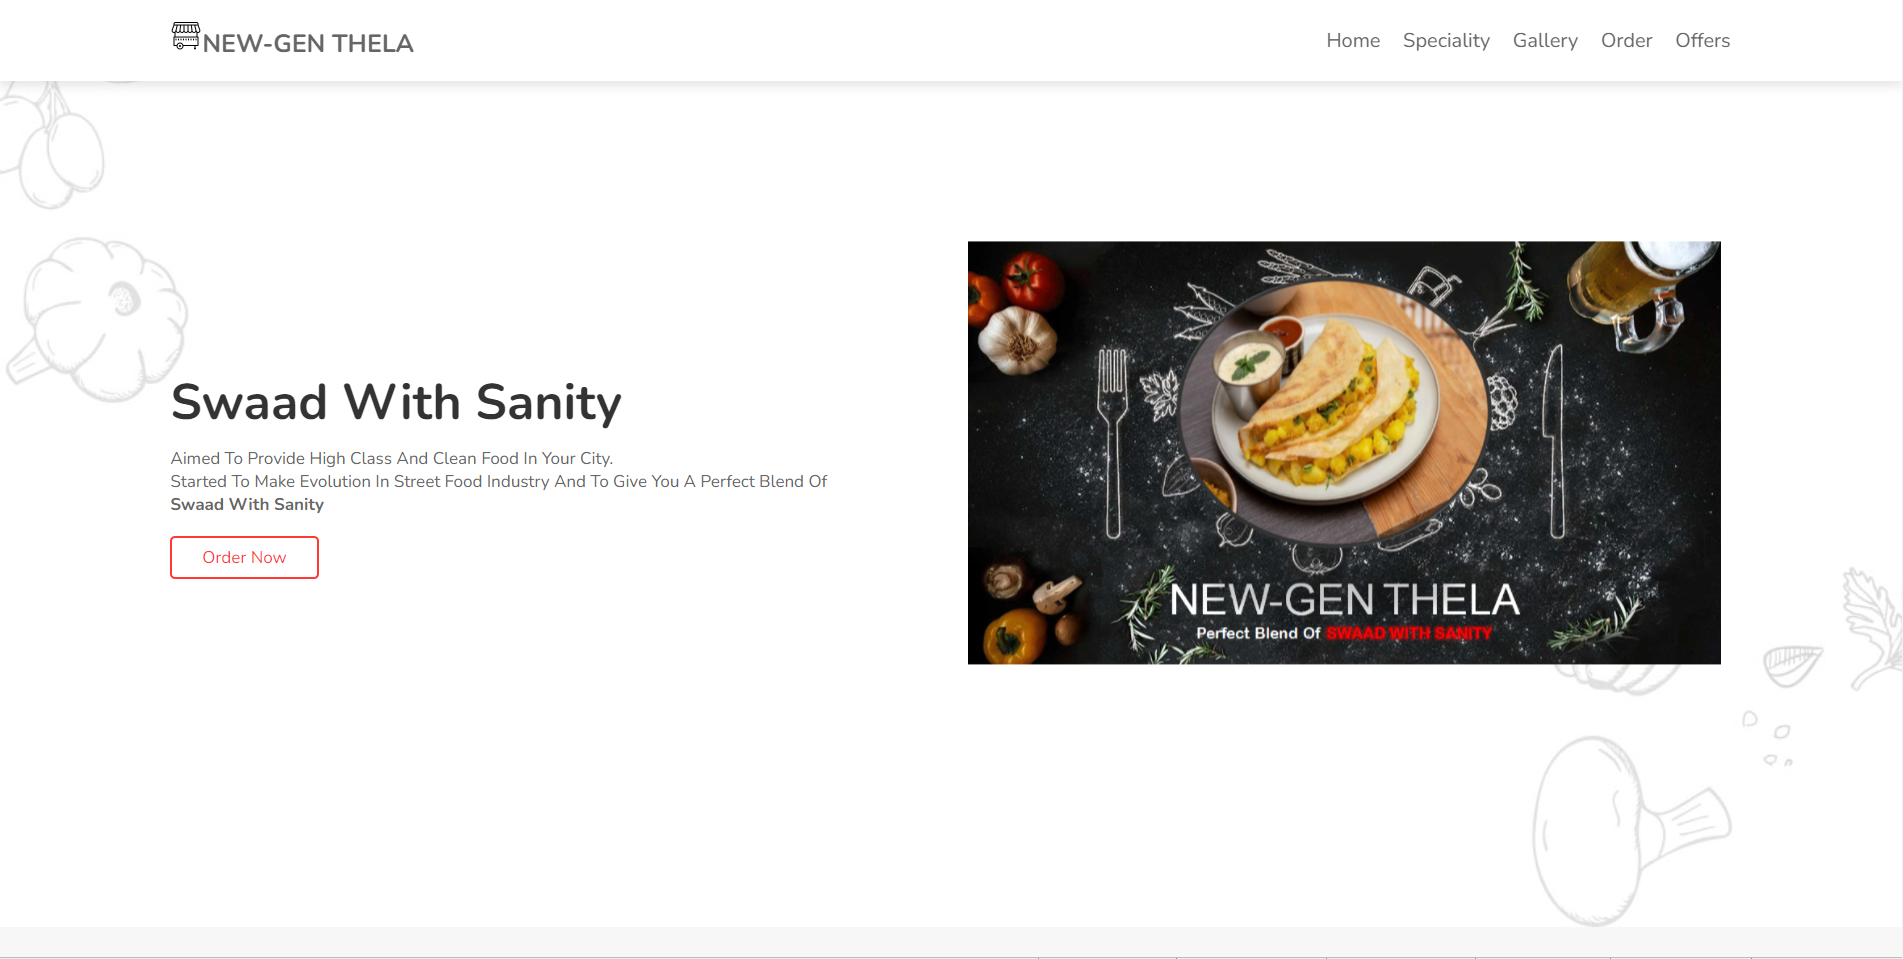 NEW-GEN THELA
Home Speciality Gallery Order Offers
Swaad With Sanity
Aimed To Provide High Class And Clean Food In Your City.
Started To Make Evolution In Street Food Industry And To Give You A Perfect Blend Of
Swaad With Sanity
Order Now
NEW-GEN THELA
Perfect Blend Of SWAAD WITH SANITY